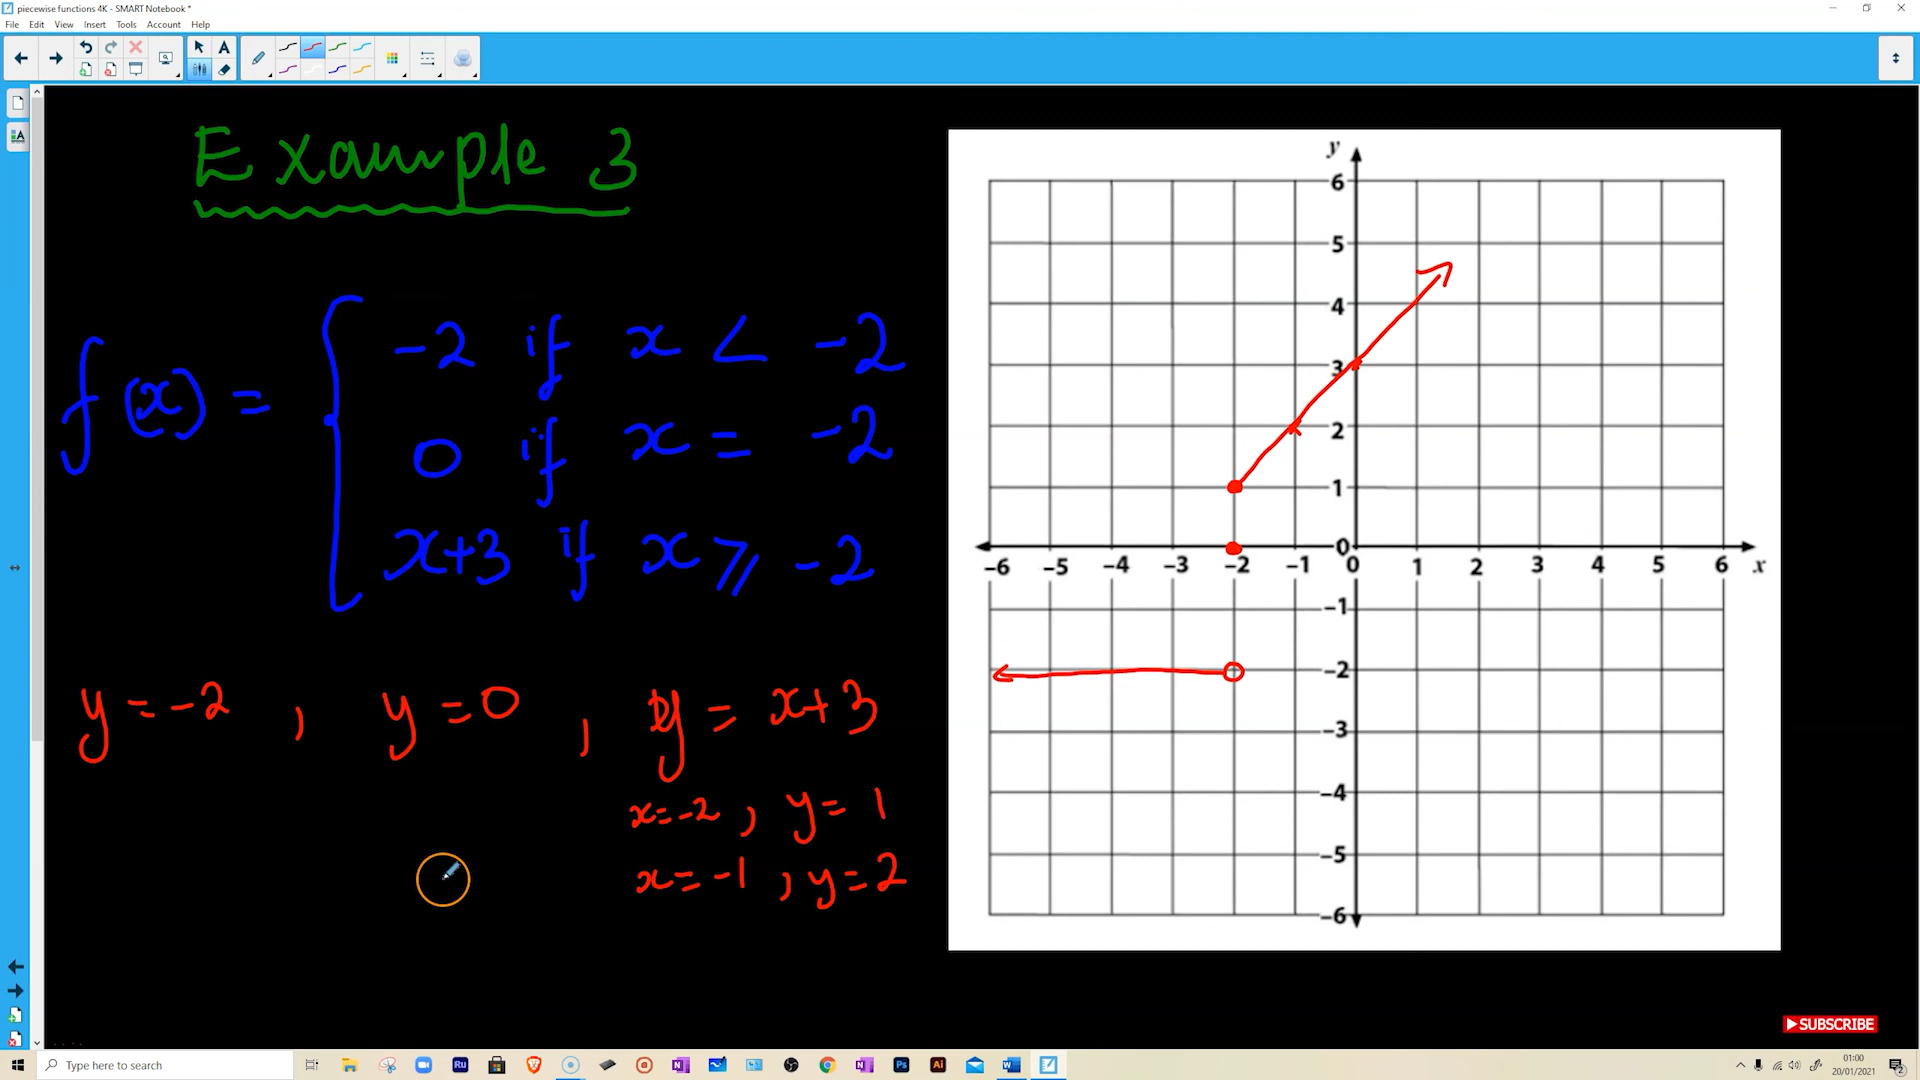 piecewise functions 4K - SMART Notebook *
File Edit View Insert Tools Account Help
Example 3
f(x) =
-2 if x < -2
0 if x = -2
x+3 if x ⩾ -2
y = -2 , y = 0 , y = x+3
x=-2 , y= 1
x=-1 , y=2
y
6
5
4
3
2
1
0
-6 -5 -4 -3 -2 -1 0 1 2 3 4 5 6 x
-1
-2
-3
-4
-5
-6
SUBSCRIBE
Type here to search
01:00
20/01/2021